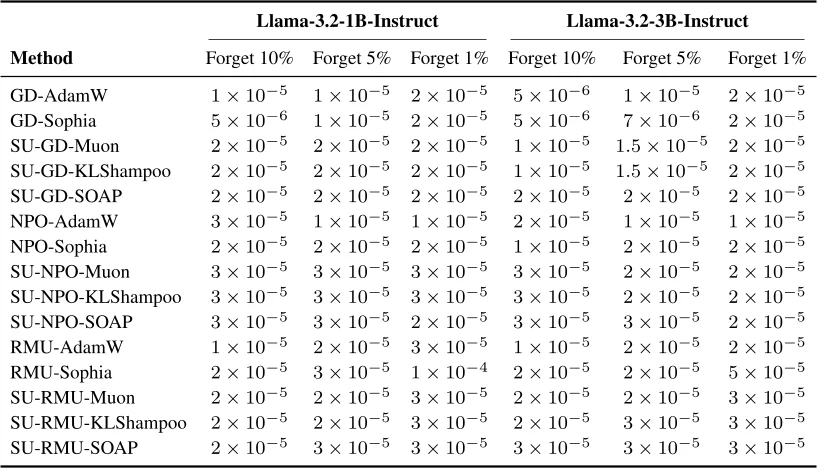 Llama-3.2-1B-Instruct Llama-3.2-3B-Instruct
Method Forget 10% Forget 5% Forget 1% Forget 10% Forget 5% Forget 1%
GD-AdamW 1 × 10⁻⁵ 1 × 10⁻⁵ 2 × 10⁻⁵ 5 × 10⁻⁶ 1 × 10⁻⁵ 2 × 10⁻⁵
GD-Sophia 5 × 10⁻⁶ 1 × 10⁻⁵ 2 × 10⁻⁵ 5 × 10⁻⁶ 7 × 10⁻⁶ 2 × 10⁻⁵
SU-GD-Muon 2 × 10⁻⁵ 2 × 10⁻⁵ 2 × 10⁻⁵ 1 × 10⁻⁵ 1.5 × 10⁻⁵ 2 × 10⁻⁵
SU-GD-KLShampoo 2 × 10⁻⁵ 2 × 10⁻⁵ 2 × 10⁻⁵ 1 × 10⁻⁵ 1.5 × 10⁻⁵ 2 × 10⁻⁵
SU-GD-SOAP 2 × 10⁻⁵ 2 × 10⁻⁵ 2 × 10⁻⁵ 2 × 10⁻⁵ 2 × 10⁻⁵ 2 × 10⁻⁵
NPO-AdamW 3 × 10⁻⁵ 1 × 10⁻⁵ 1 × 10⁻⁵ 2 × 10⁻⁵ 1 × 10⁻⁵ 1 × 10⁻⁵
NPO-Sophia 2 × 10⁻⁵ 2 × 10⁻⁵ 2 × 10⁻⁵ 1 × 10⁻⁵ 2 × 10⁻⁵ 2 × 10⁻⁵
SU-NPO-Muon 3 × 10⁻⁵ 3 × 10⁻⁵ 3 × 10⁻⁵ 3 × 10⁻⁵ 2 × 10⁻⁵ 2 × 10⁻⁵
SU-NPO-KLShampoo 3 × 10⁻⁵ 3 × 10⁻⁵ 3 × 10⁻⁵ 3 × 10⁻⁵ 2 × 10⁻⁵ 2 × 10⁻⁵
SU-NPO-SOAP 3 × 10⁻⁵ 3 × 10⁻⁵ 2 × 10⁻⁵ 3 × 10⁻⁵ 3 × 10⁻⁵ 2 × 10⁻⁵
RMU-AdamW 1 × 10⁻⁵ 2 × 10⁻⁵ 3 × 10⁻⁵ 1 × 10⁻⁵ 2 × 10⁻⁵ 2 × 10⁻⁵
RMU-Sophia 2 × 10⁻⁵ 3 × 10⁻⁵ 1 × 10⁻⁴ 2 × 10⁻⁵ 2 × 10⁻⁵ 5 × 10⁻⁵
SU-RMU-Muon 2 × 10⁻⁵ 2 × 10⁻⁵ 3 × 10⁻⁵ 2 × 10⁻⁵ 2 × 10⁻⁵ 3 × 10⁻⁵
SU-RMU-KLShampoo 2 × 10⁻⁵ 2 × 10⁻⁵ 3 × 10⁻⁵ 2 × 10⁻⁵ 3 × 10⁻⁵ 3 × 10⁻⁵
SU-RMU-SOAP 2 × 10⁻⁵ 3 × 10⁻⁵ 3 × 10⁻⁵ 3 × 10⁻⁵ 3 × 10⁻⁵ 3 × 10⁻⁵